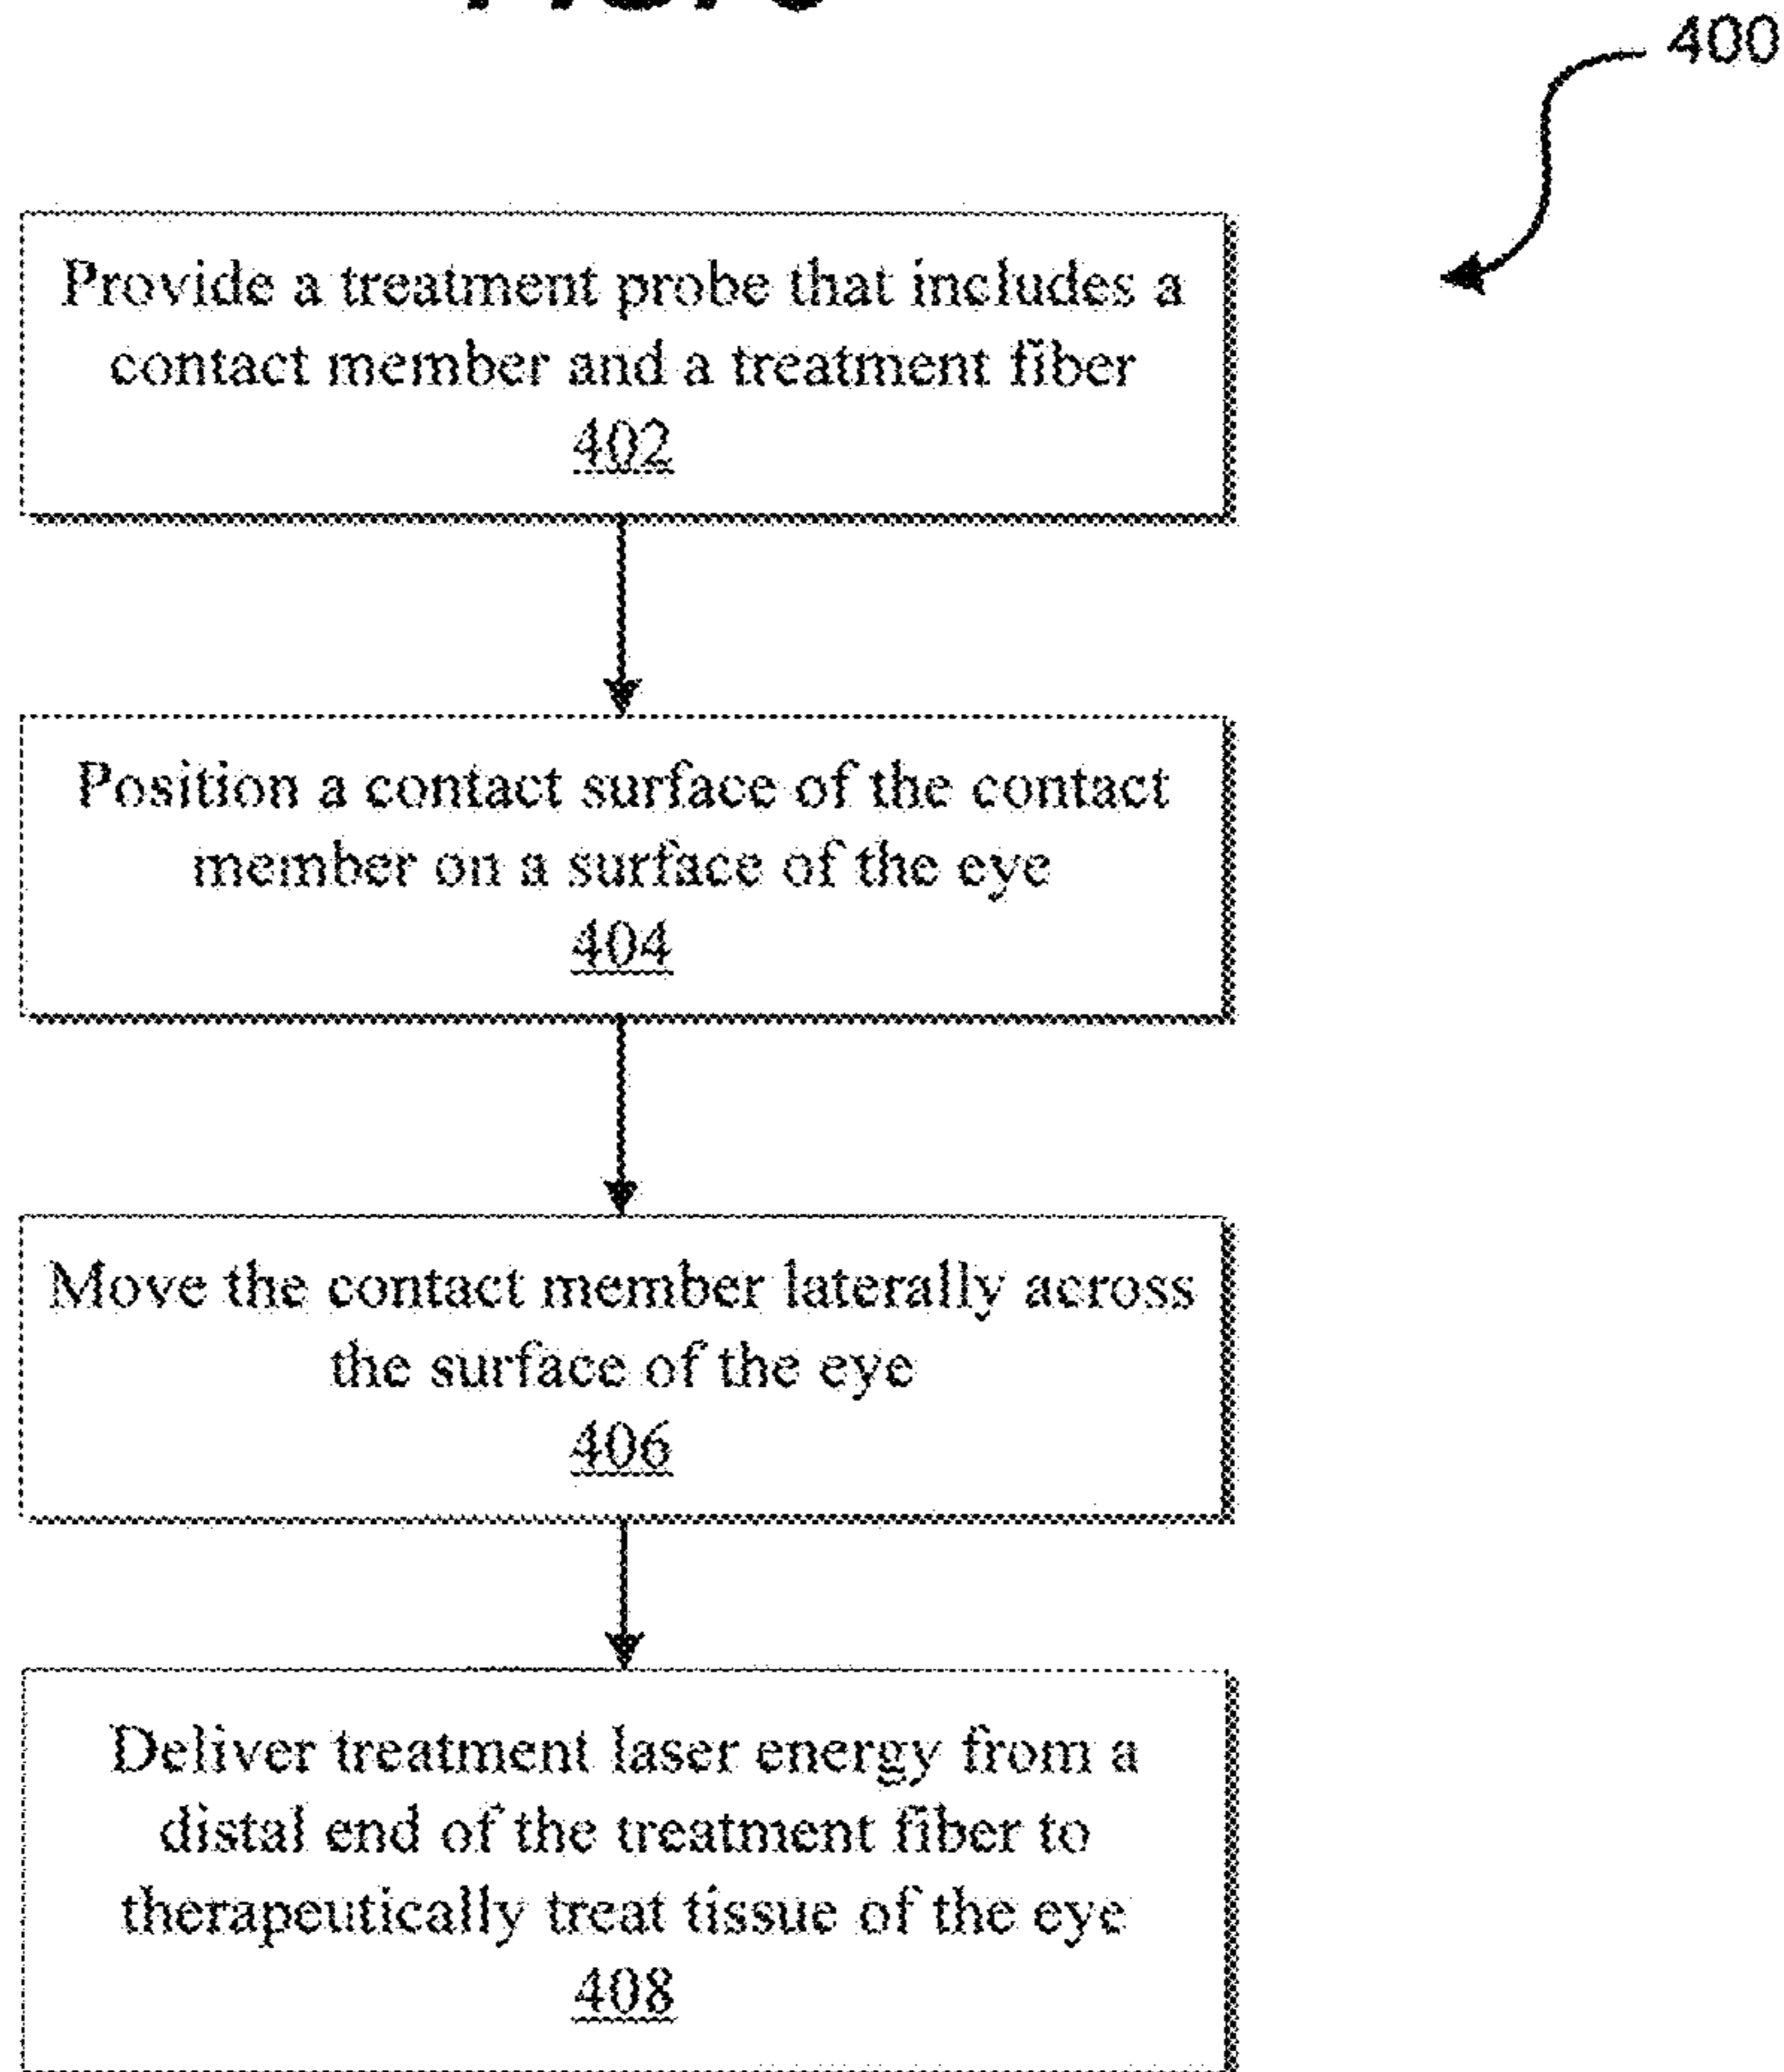 400
Provide a treatment probe that includes a
contact member and a treatment fiber
402
Position a contact surface of the contact
member on a surface of the eye
404
Move the contact member laterally across
the surface of the eye
406
Deliver treatment laser energy from a
distal end of the treatment fiber to
therapeutically treat tissue of the eye
408